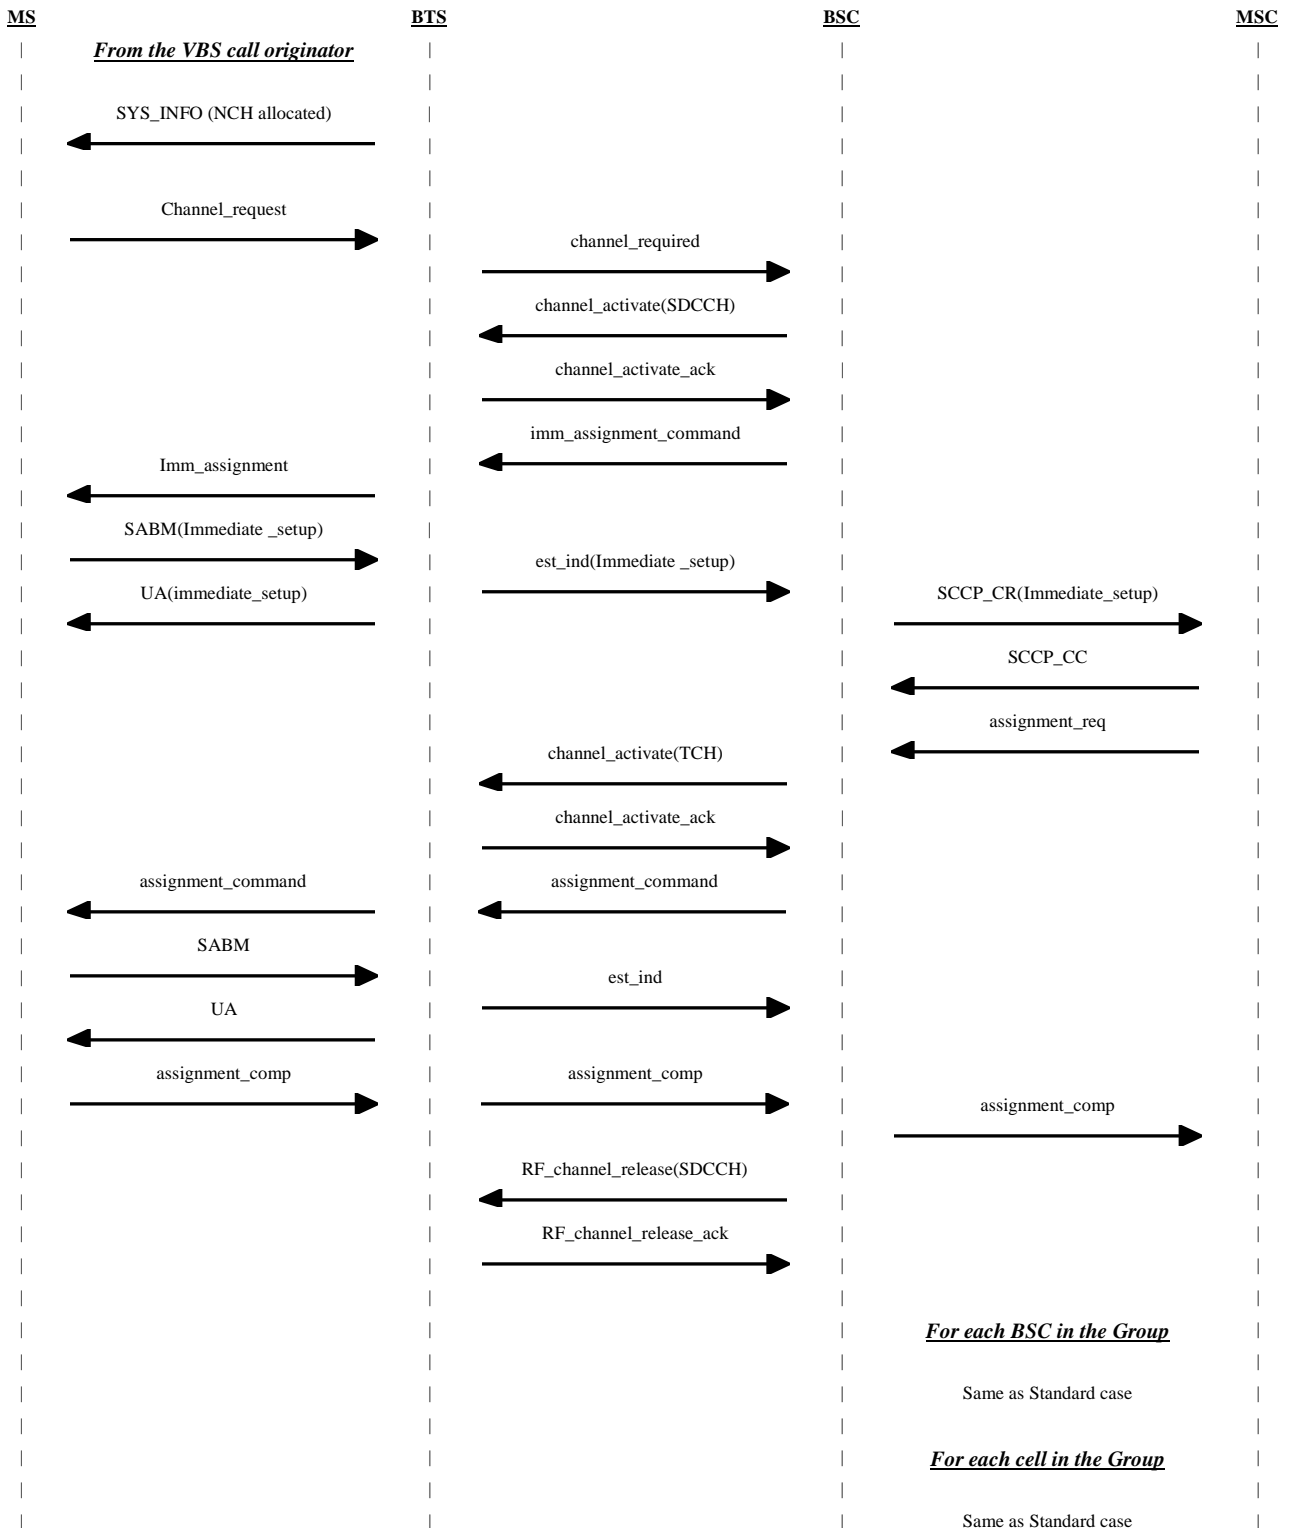 MS BTS BSC MSC
From the VBS call originator
SYS_INFO (NCH allocated)
Channel_request
channel_required
channel_activate(SDCCH)
channel_activate_ack
imm_assignment_command
Imm_assignment
SABM(Immediate _setup)
est_ind(Immediate _setup)
UA(immediate_setup) SCCP_CR(Immediate_setup)
SCCP_CC
assignment_req
channel_activate(TCH)
channel_activate_ack
assignment_command assignment_command
SABM
est_ind
UA
assignment_comp assignment_comp
assignment_comp
RF_channel_release(SDCCH)
RF_channel_release_ack
For each BSC in the Group
Same as Standard case
For each cell in the Group
Same as Standard case